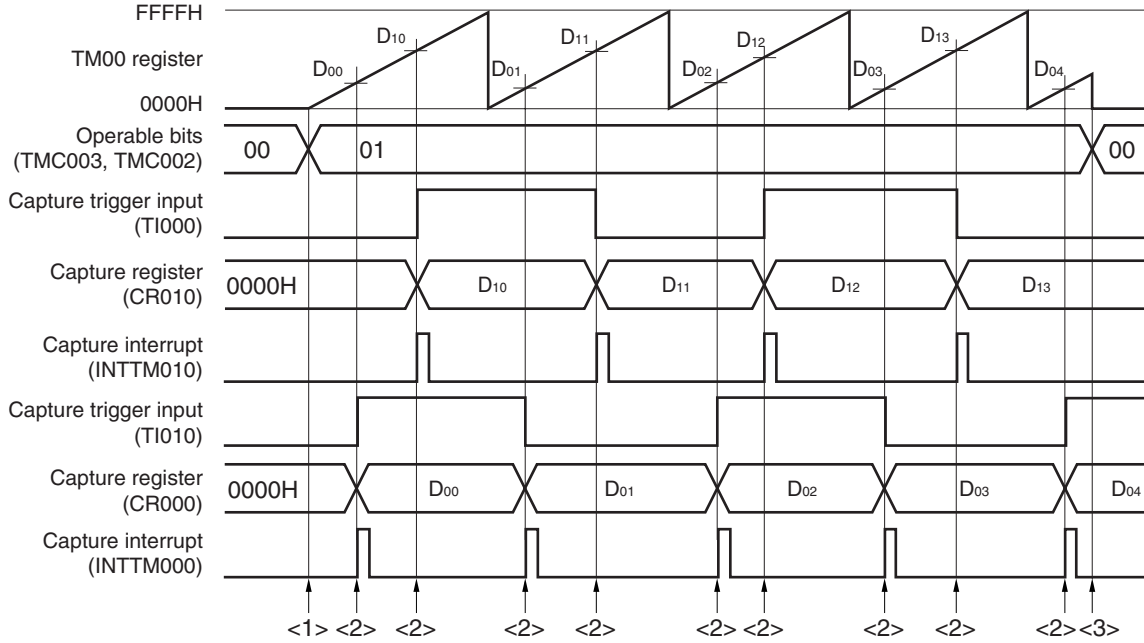 FFFFH
TM00 register
0000H
D10 D11 D12 D13
D00 D01 D02 D03 D04
Operable bits
(TMC003, TMC002)
00 01 00
Capture trigger input
(TI000)
Capture register
(CR010)
0000H D10 D11 D12 D13
Capture interrupt
(INTTM010)
Capture trigger input
(TI010)
Capture register
(CR000)
0000H D00 D01 D02 D03 D04
Capture interrupt
(INTTM000)
<1> <2> <2> <2> <2> <2> <2> <2> <2> <2> <3>